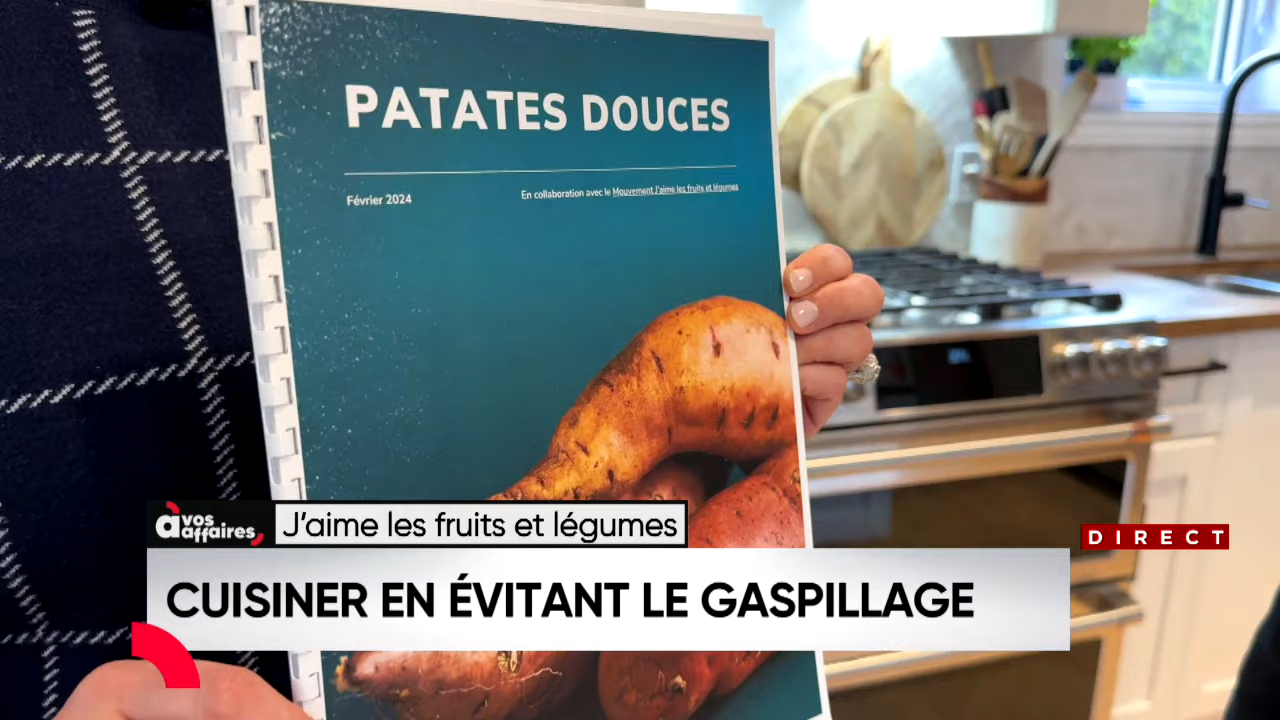 PATATES DOUCES
Février 2024
En collaboration avec le Mouvement J'aime les fruits et légumes
à vos
affaires
J'aime les fruits et légumes
DIRECT
CUISINER EN ÉVITANT LE GASPILLAGE